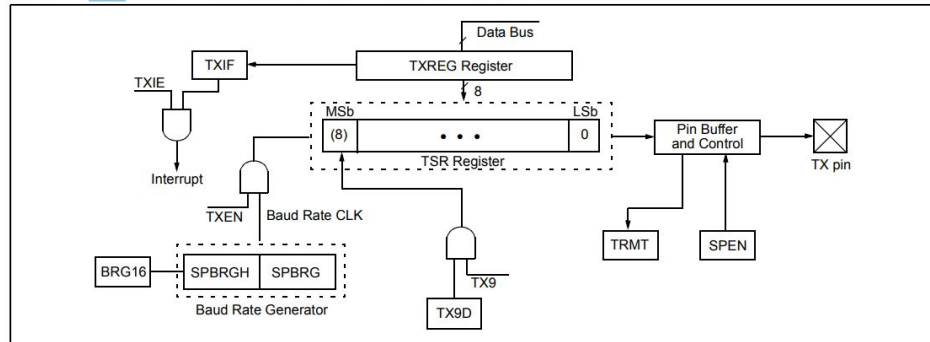 Data Bus
TXIF
TXREG Register
TXIE
8
MSb
LSb
(8)
• • •
0
Pin Buffer
and Control
TSR Register
TX pin
Interrupt
TXEN
Baud Rate CLK
TRMT
SPEN
BRG16
SPBRGH
SPBRG
TX9
Baud Rate Generator
TX9D